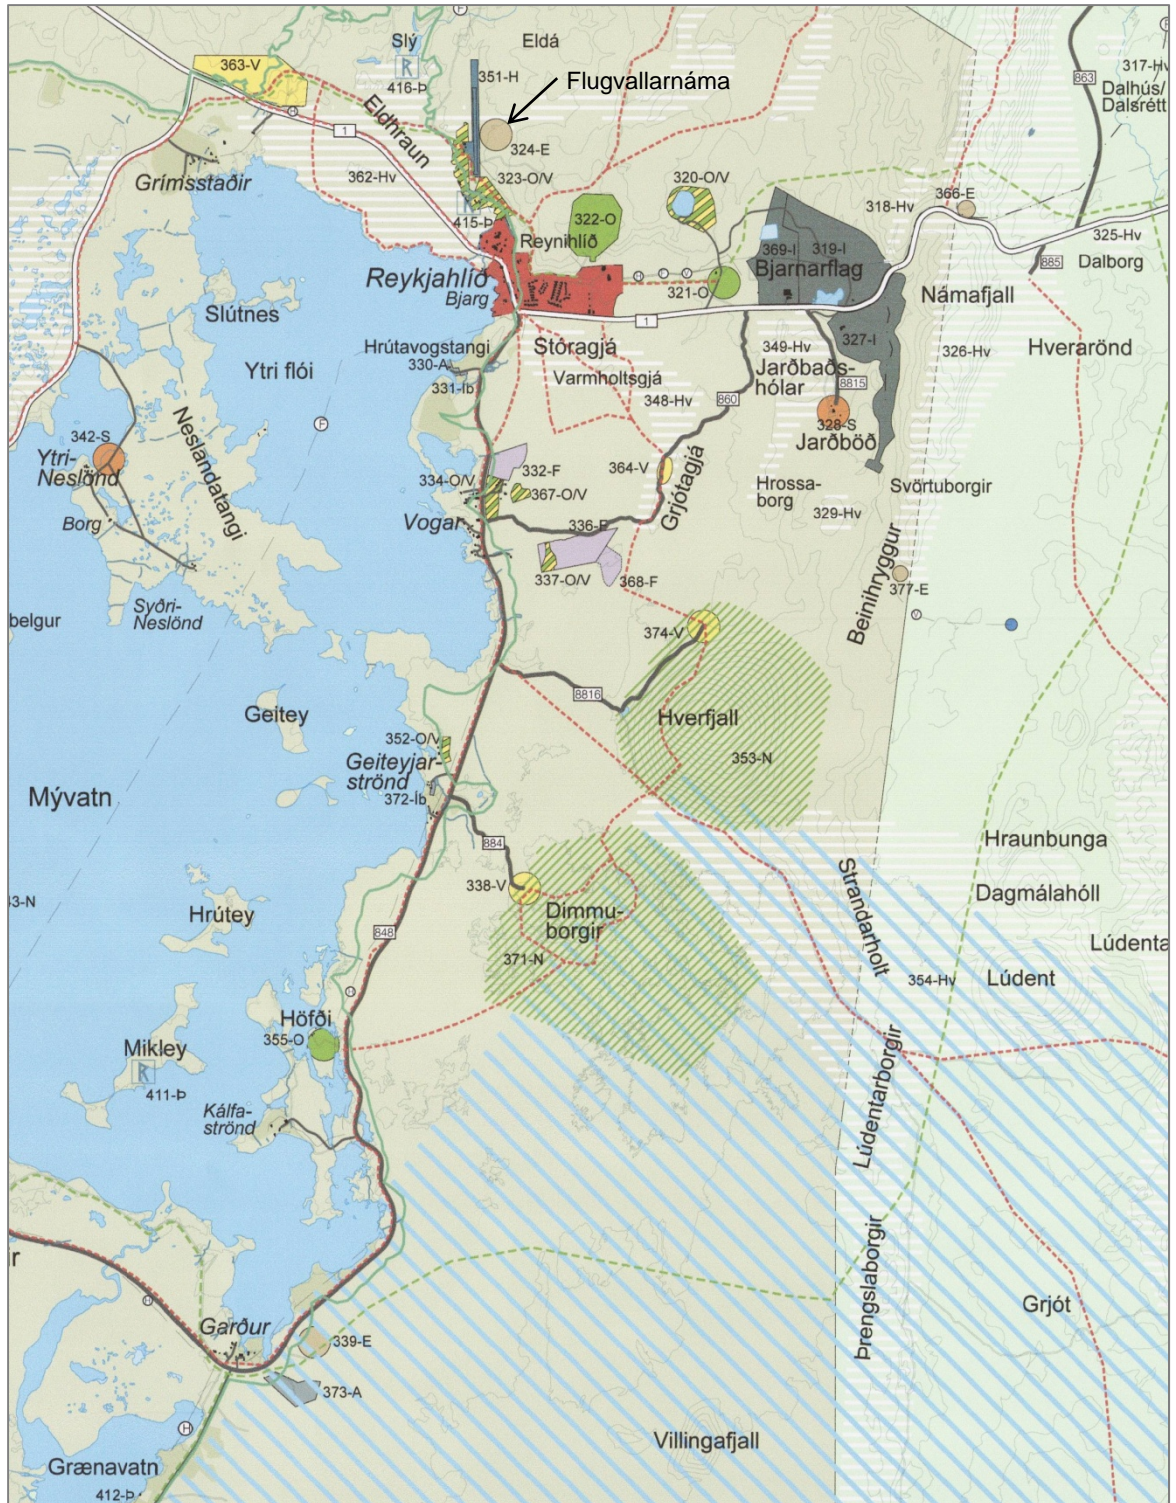 Slý
R
416-Þ
Eldá
P
363-V
351-H
Flugvallarnáma
317-Hv
863
Dalhús/
Dalsrétt
H
1
Eldhraun
324-E
Grímsstaðir
362-Hv
323-O/V
320-O/V
366-E
318-Hv
415-Þ
322-O
Reynihlíð
369-I
319-I
325-Hv
885
Dalborg
Reykjahlíð
Bjarg
H
P
V
321-O
Bjarnarflag
Námafjall
Slútnes
1
Hrútavogstangi
Stóragjá
349-Hv
327-I
326-Hv
Hverarönd
330-A
Ytri flói
331-Íb
Varmholtsgjá
Jarðbaðs-
hólar
8815
348-Hv
860
P
342-S
Ytri-
Neslönd
Neslandatangi
328-S
Jarðböð
332-F
364-V
334-O/V
367-O/V
Grjótagjá
Hrossa-
borg
Svörtuborgir
Borg
Vogar
329-Hv
336-F
337-O/V
368-F
Beinihryggur
377-E
Syðri-
Neslönd
V
belgur
374-V
8816
Geitey
Hverfjall
352-O/V
353-N
Geiteyjar-
strönd
372-Íb
Mývatn
884
Hraunbunga
Strandarholt
338-V
Dagmálahóll
Hrútey
Dimmu-
borgir
848
Lúdenta
371-N
354-Hv
Lúdent
H
Höfði
355-O
Mikley
R
411-Þ
Lúdentarborgir
Kálfa-
strönd
Þrengslaborgir
H
Grjót
Garður
339-E
373-A
H
Villingafjall
Grænavatn
412-Þ